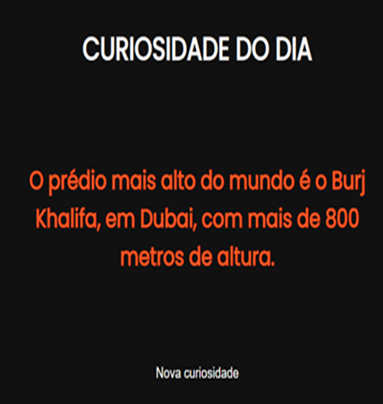 CURIOSIDADE DO DIA
O prédio mais alto do mundo é o Burj
Khalifa, em Dubai, com mais de 800
metros de altura.
Nova curiosidade